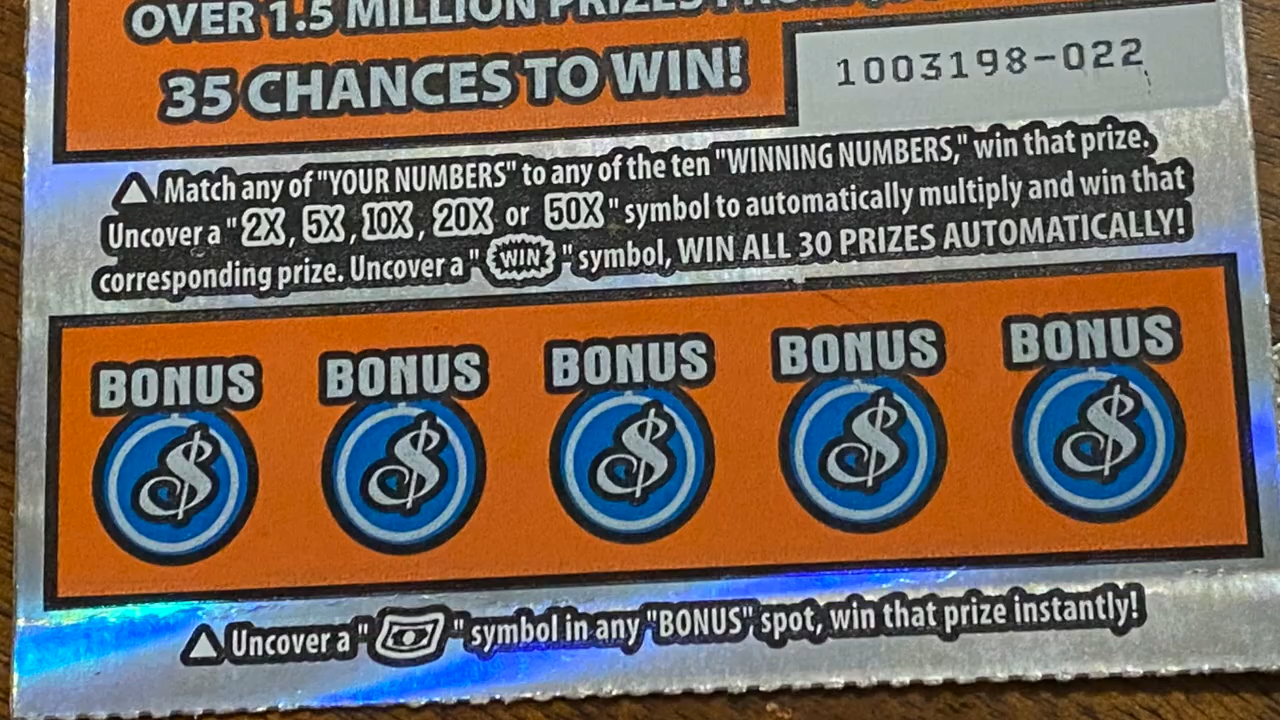 OVER 1.5 MILLION PRIZES
35 CHANCES TO WIN!
1003198-022
Match any of "YOUR NUMBERS" to any of the ten "WINNING NUMBERS," win that prize.
Uncover a "2X, 5X, 10X, 20X or 50X" symbol to automatically multiply and win that
corresponding prize. Uncover a "WIN" symbol, WIN ALL 30 PRIZES AUTOMATICALLY!
BONUS BONUS BONUS BONUS BONUS
$ $ $ $ $
Uncover a " " symbol in any "BONUS" spot, win that prize instantly!